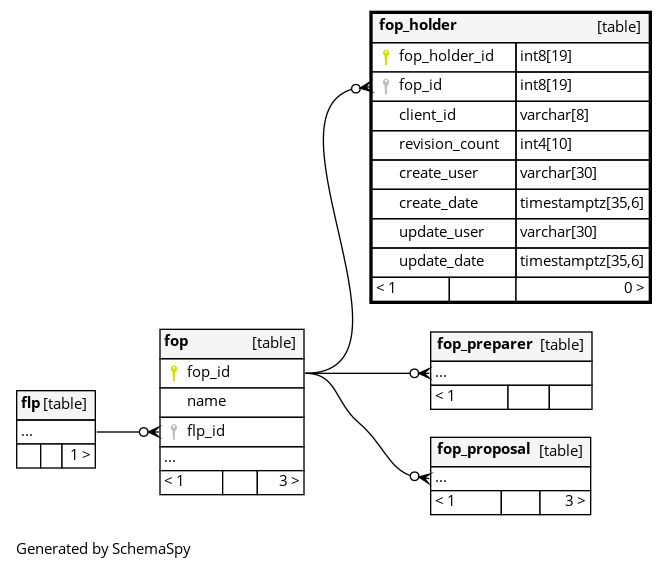 fop_holder [table]
fop_holder_id int8[19]
fop_id int8[19]
client_id varchar[8]
revision_count int4[10]
create_user varchar[30]
create_date timestamptz[35,6]
update_user varchar[30]
update_date timestamptz[35,6]
< 1 0 >
fop [table]
fop_id
name
flp_id
...
< 1 3 >
fop_preparer [table]
...
< 1
flp [table]
...
1 >
fop_proposal [table]
...
< 1 3 >
Generated by SchemaSpy